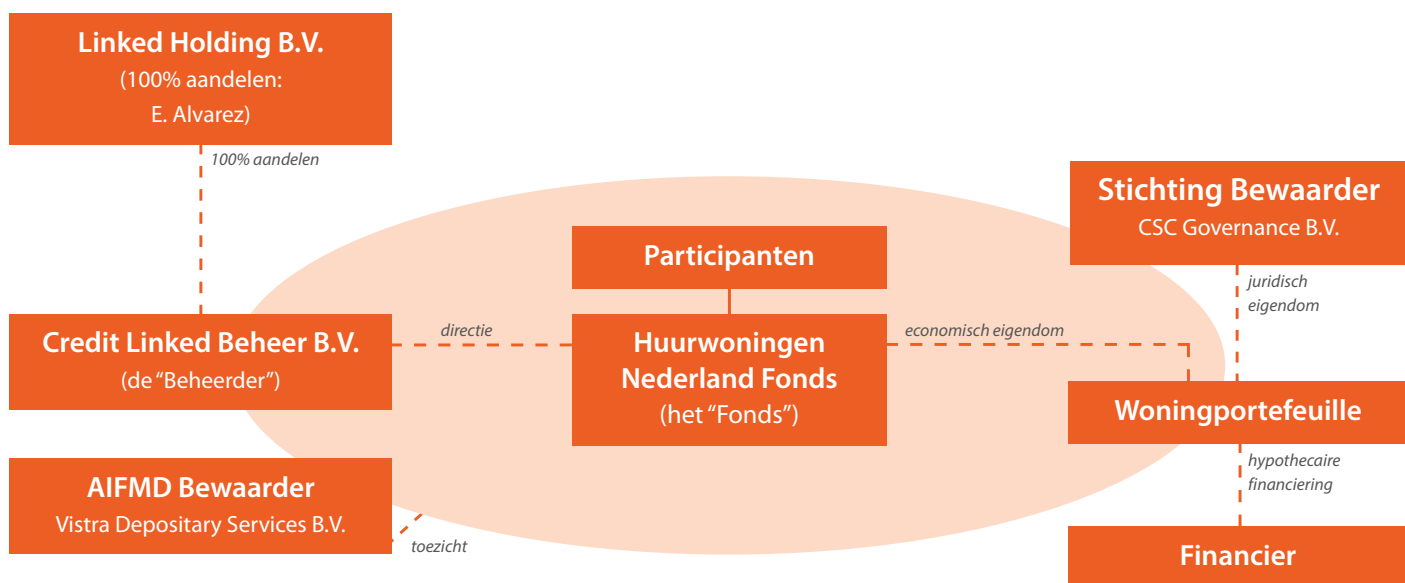 Linked Holding B.V.
(100% aandelen:
E. Alvarez)
100% aandelen
Stichting Bewaarder
CSC Governance B.V.
juridisch
eigendom
Participanten
Credit Linked Beheer B.V.
(de “Beheerder”)
directie
Huurwoningen
Nederland Fonds
(het “Fonds”)
economisch eigendom
Woningportefeuille
hypothecaire
financiering
AIFMD Bewaarder
Vistra Depositary Services B.V.
toezicht
Financier